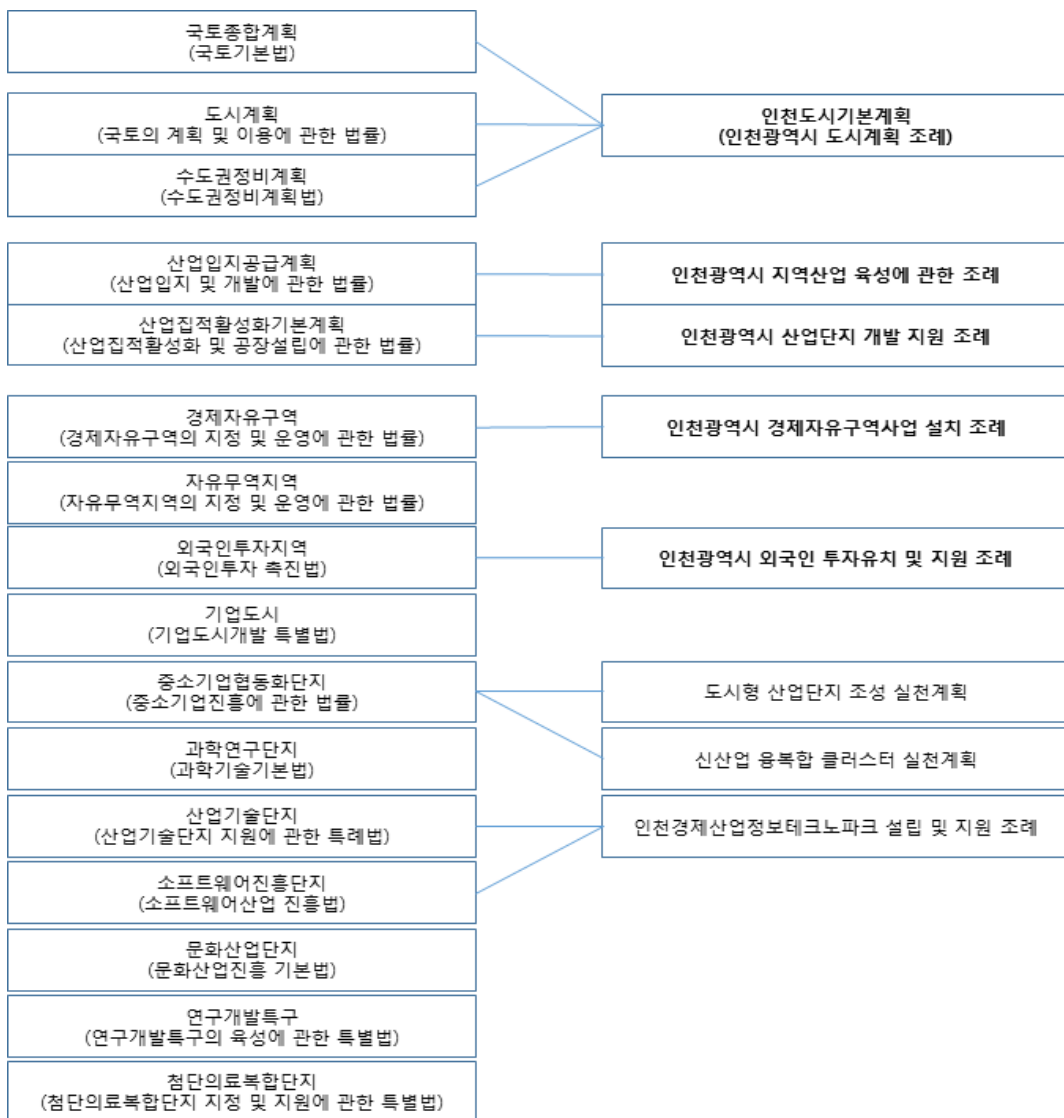 국토종합계획
(국토기본법)
도시계획
(국토의 계획 및 이용에 관한 법률)
수도권정비계획
(수도권정비계획법)
인천도시기본계획
(인천광역시 도시계획 조례)
산업입지공급계획
(산업입지 및 개발에 관한 법률)
인천광역시 지역산업 육성에 관한 조례
산업집적활성화기본계획
(산업집적활성화 및 공장설립에 관한 법률)
인천광역시 산업단지 개발 지원 조례
경제자유구역
(경제자유구역의 지정 및 운영에 관한 법률)
인천광역시 경제자유구역사업 설치 조례
자유무역지역
(자유무역지역의 지정 및 운영에 관한 법률)
외국인투자지역
(외국인투자 촉진법)
인천광역시 외국인 투자유치 및 지원 조례
기업도시
(기업도시개발 특별법)
중소기업협동화단지
(중소기업진흥에 관한 법률)
도시형 산업단지 조성 실천계획
과학연구단지
(과학기술기본법)
신산업 융복합 클러스터 실천계획
산업기술단지
(산업기술단지 지원에 관한 특례법)
인천경제산업정보테크노파크 설립 및 지원 조례
소프트웨어진흥단지
(소프트웨어산업 진흥법)
문화산업단지
(문화산업진흥 기본법)
연구개발특구
(연구개발특구의 육성에 관한 특별법)
첨단의료복합단지
(첨단의료복합단지 지정 및 지원에 관한 특별법)